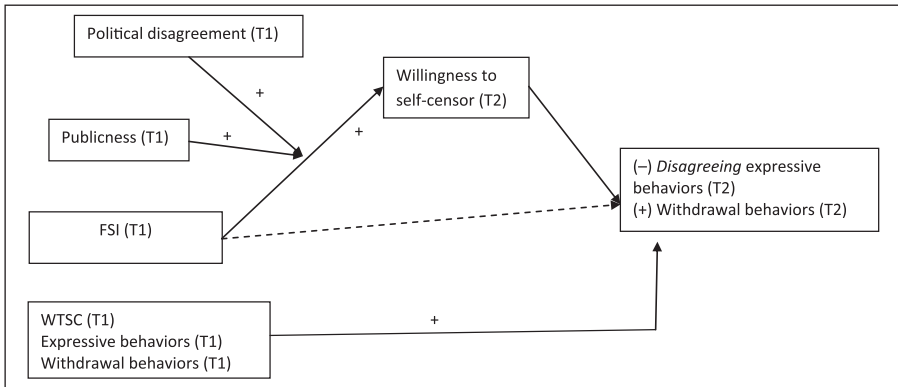 Political disagreement (T1)
+
Publicness (T1)
+
FSI (T1)
+
Willingness to
self-censor (T2)
(–) Disagreeing expressive
behaviors (T2)
(+) Withdrawal behaviors (T2)
WTSC (T1)
Expressive behaviors (T1)
Withdrawal behaviors (T1)
+